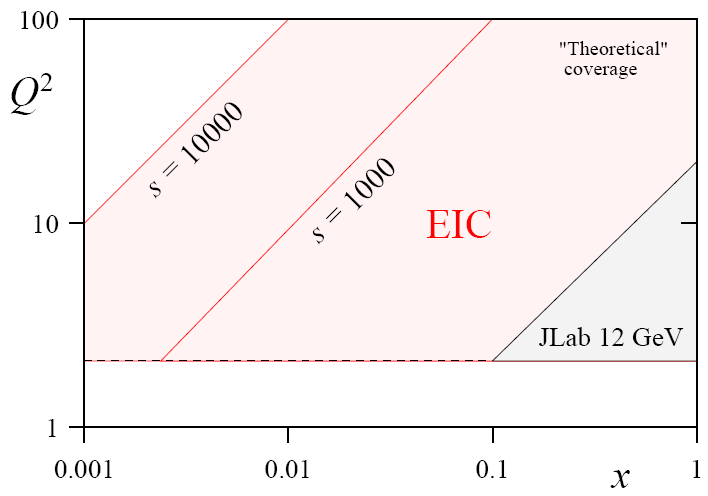 100
"Theoretical"
coverage
Q²
s = 10000
s = 1000
EIC
10
JLab 12 GeV
1
0.001
0.01
0.1
1
x